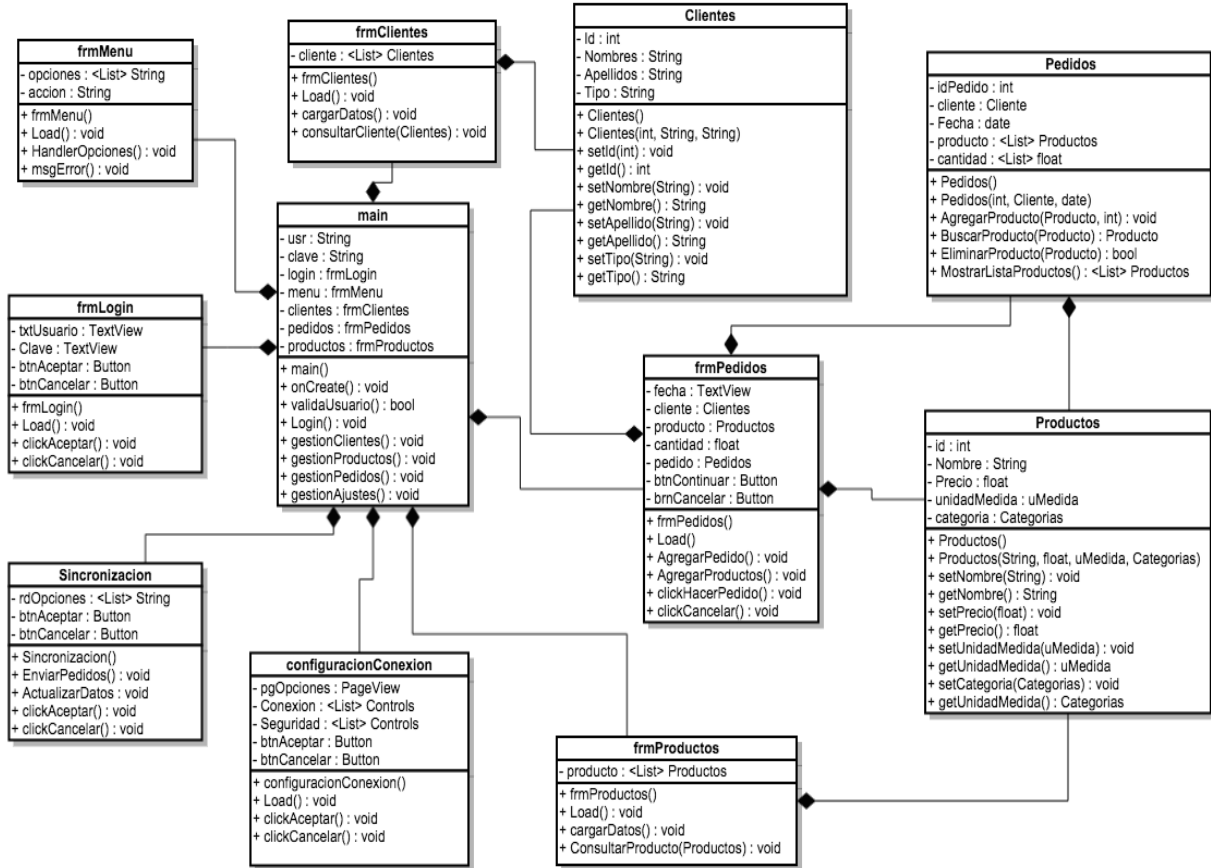 frmMenu
- opciones : <List> String
- accion : String
+ frmMenu()
+ Load() : void
+ HandlerOpciones() : void
+ msgError() : void
frmClientes
- cliente : <List> Clientes
+ frmClientes()
+ Load() : void
+ cargarDatos() : void
+ consultarCliente(Clientes) : void
Clientes
- Id : int
- Nombres : String
- Apellidos : String
- Tipo : String
+ Clientes()
+ Clientes(int, String, String)
+ setId(int) : void
+ getId() : int
+ setNombre(String) : void
+ getNombre() : String
+ setApellido(String) : void
+ getApellido() : String
+ setTipo(String) : void
+ getTipo() : String
Pedidos
- idPedido : int
- cliente : Cliente
- Fecha : date
- producto : <List> Productos
- cantidad : <List> float
+ Pedidos()
+ Pedidos(int, Cliente, date)
+ AgregarProducto(Producto, int) : void
+ BuscarProducto(Producto) : Producto
+ EliminarProducto(Producto) : bool
+ MostrarListaProductos() : <List> Productos
main
- usr : String
- clave : String
- login : frmLogin
- menu : frmMenu
- clientes : frmClientes
- pedidos : frmPedidos
- productos : frmProductos
+ main()
+ onCreate() : void
+ validaUsuario() : bool
+ Login() : void
+ gestionClientes() : void
+ gestionProductos() : void
+ gestionPedidos() : void
+ gestionAjustes() : void
frmLogin
- txtUsuario : TextView
- Clave : TextView
- btnAceptar : Button
- btnCancelar : Button
+ frmLogin()
+ Load() : void
+ clickAceptar() : void
+ clickCancelar() : void
frmPedidos
- fecha : TextView
- cliente : Clientes
- producto : Productos
- cantidad : float
- pedido : Pedidos
- btnContinuar : Button
- brnCancelar : Button
+ frmPedidos()
+ Load()
+ AgregarPedido() : void
+ AgregarProductos() : void
+ clickHacerPedido() : void
+ clickCancelar() : void
Productos
- id : int
- Nombre : String
- Precio : float
- unidadMedida : uMedida
- categoria : Categorias
+ Productos()
+ Productos(String, float, uMedida, Categorias)
+ setNombre(String) : void
+ getNombre() : String
+ setPrecio(float) : void
+ getPrecio() : float
+ setUnidadMedida(uMedida) : void
+ getUnidadMedida() : uMedida
+ setCategoria(Categorias) : void
+ getUnidadMedida() : Categorias
Sincronizacion
- rdOpciones : <List> String
- btnAceptar : Button
- btnCancelar : Button
+ Sincronizacion()
+ EnviarPedidos() : void
+ ActualizarDatos : void
+ clickAceptar() : void
+ clickCancelar() : void
configuracionConexion
- pgOpciones : PageView
- Conexion : <List> Controls
- Seguridad : <List> Controls
- btnAceptar : Button
- btnCancelar : Button
+ configuracionConexion()
+ Load() : void
+ clickAceptar() : void
+ clickCancelar() : void
frmProductos
- producto : <List> Productos
+ frmProductos()
+ Load() : void
+ cargarDatos() : void
+ ConsultarProducto(Productos) : void